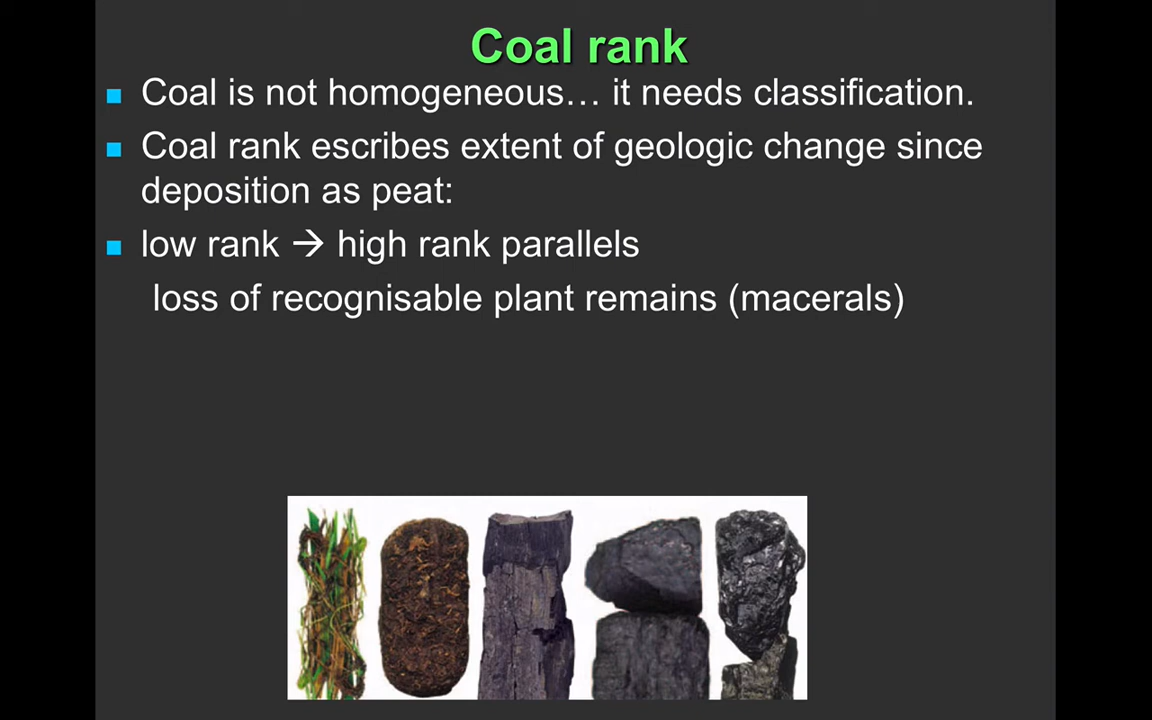 Coal rank
Coal is not homogeneous… it needs classification.
Coal rank escribes extent of geologic change since
deposition as peat:
low rank → high rank parallels
loss of recognisable plant remains (macerals)